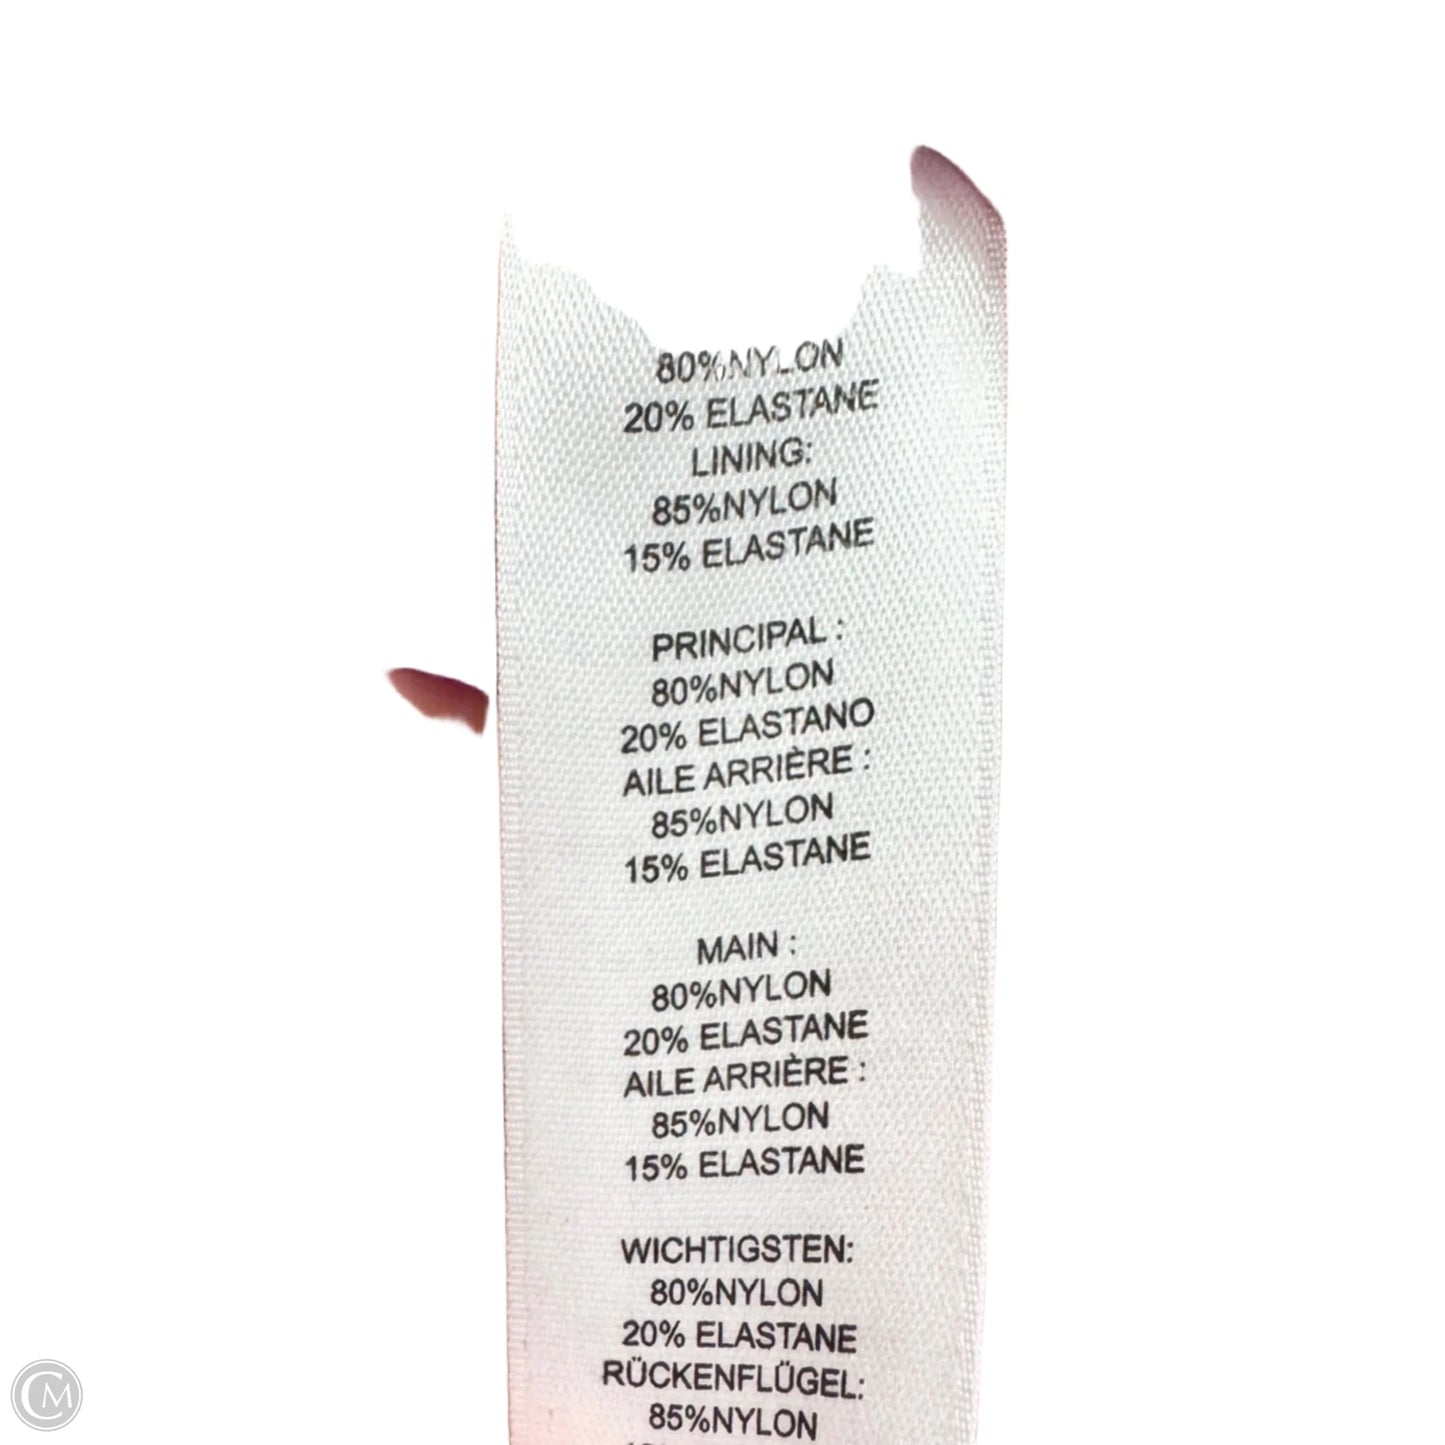 80%NYLON
20% ELASTANE
LINING:
85%NYLON
15% ELASTANE
PRINCIPAL :
80%NYLON
20% ELASTANO
AILE ARRIÈRE :
85%NYLON
15% ELASTANE
MAIN :
80%NYLON
20% ELASTANE
AILE ARRIÈRE :
85%NYLON
15% ELASTANE
WICHTIGSTEN:
80%NYLON
20% ELASTANE
RÜCKENFLÜGEL:
85%NYLON
CM